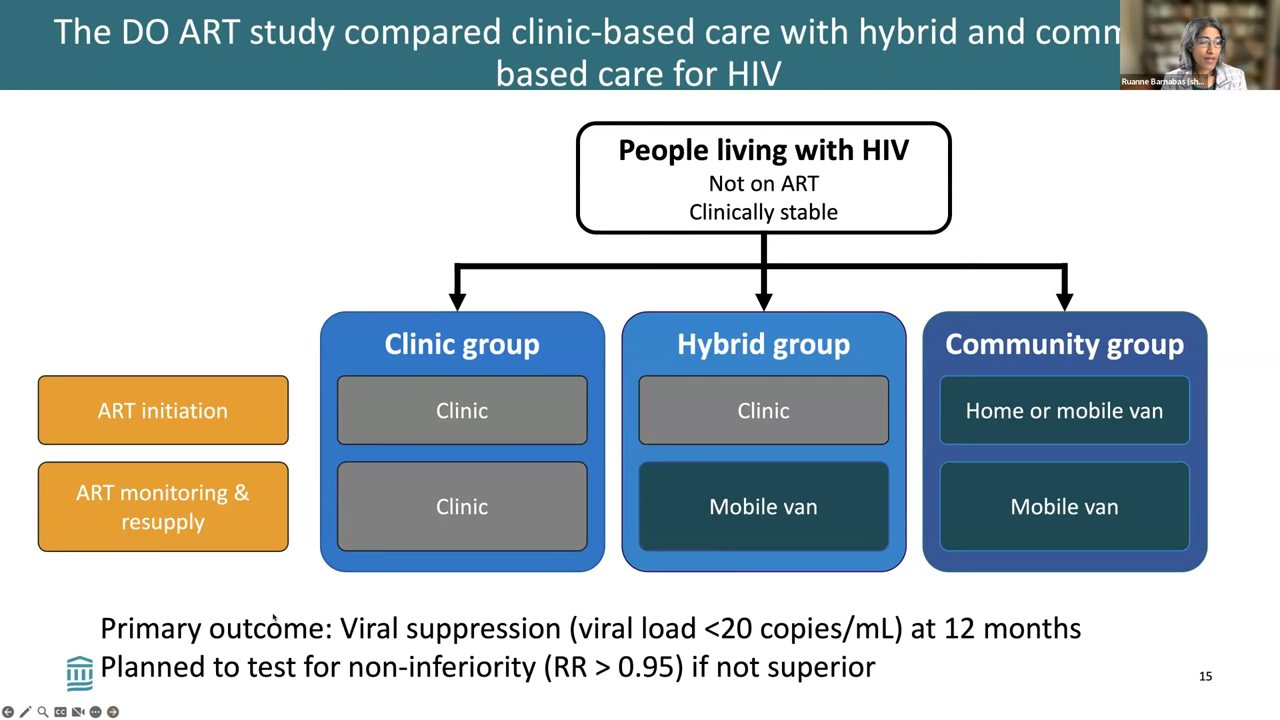 The DO ART study compared clinic-based care with hybrid and comm
based care for HIV
Ruanne Barnabas (sh...
People living with HIV
Not on ART
Clinically stable
Clinic group
Hybrid group
Community group
ART initiation
Clinic
Clinic
Home or mobile van
ART monitoring &
resupply
Clinic
Mobile van
Mobile van
Primary outcome: Viral suppression (viral load <20 copies/mL) at 12 months
Planned to test for non-inferiority (RR > 0.95) if not superior
15